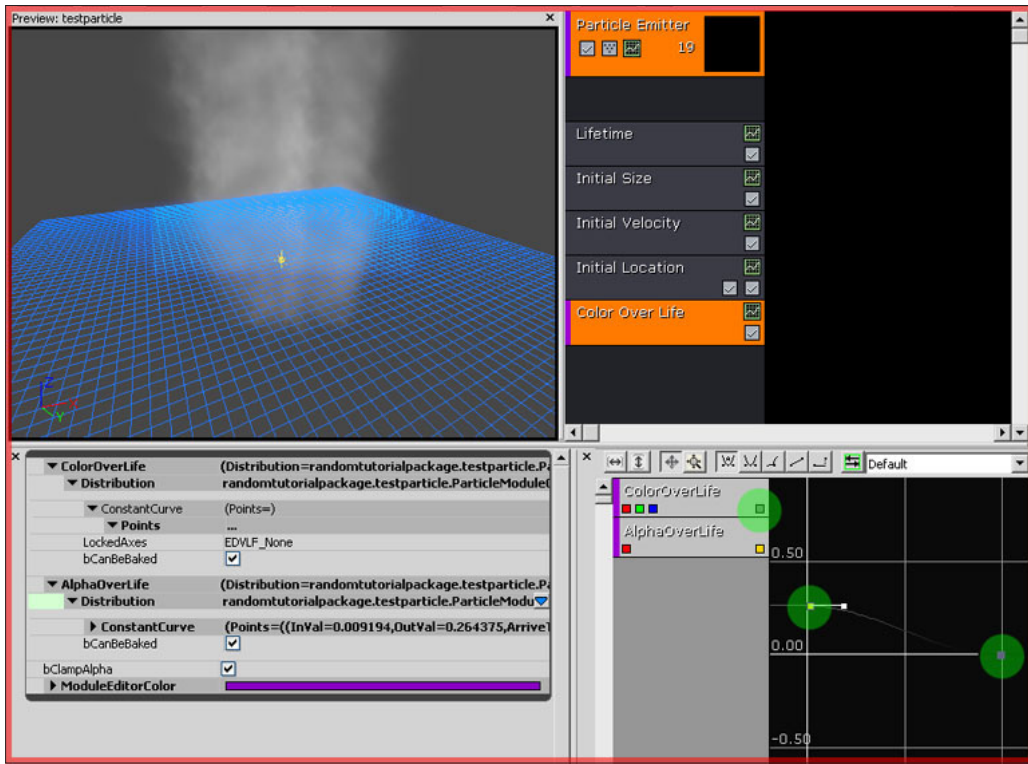 Preview: testparticle
Particle Emitter
19
Lifetime
Initial Size
Initial Velocity
Initial Location
Color Over Life
Z
X
Y
ColorOverLife (Distribution=randomtutorialpackage.testparticle.Pa
Distribution randomtutorialpackage.testparticle.ParticleModule
ConstantCurve (Points=)
Points ...
LockedAxes EDVLF_None
bCanBeBaked
AlphaOverLife (Distribution=randomtutorialpackage.testparticle.Pa
Distribution randomtutorialpackage.testparticle.ParticleModu
ConstantCurve (Points=((InVal=0.009194,OutVal=0.264375,ArriveT
bCanBeBaked
bClampAlpha
ModuleEditorColor
Default
ColorOverLife
AlphaOverLife
0.50
0.00
-0.50